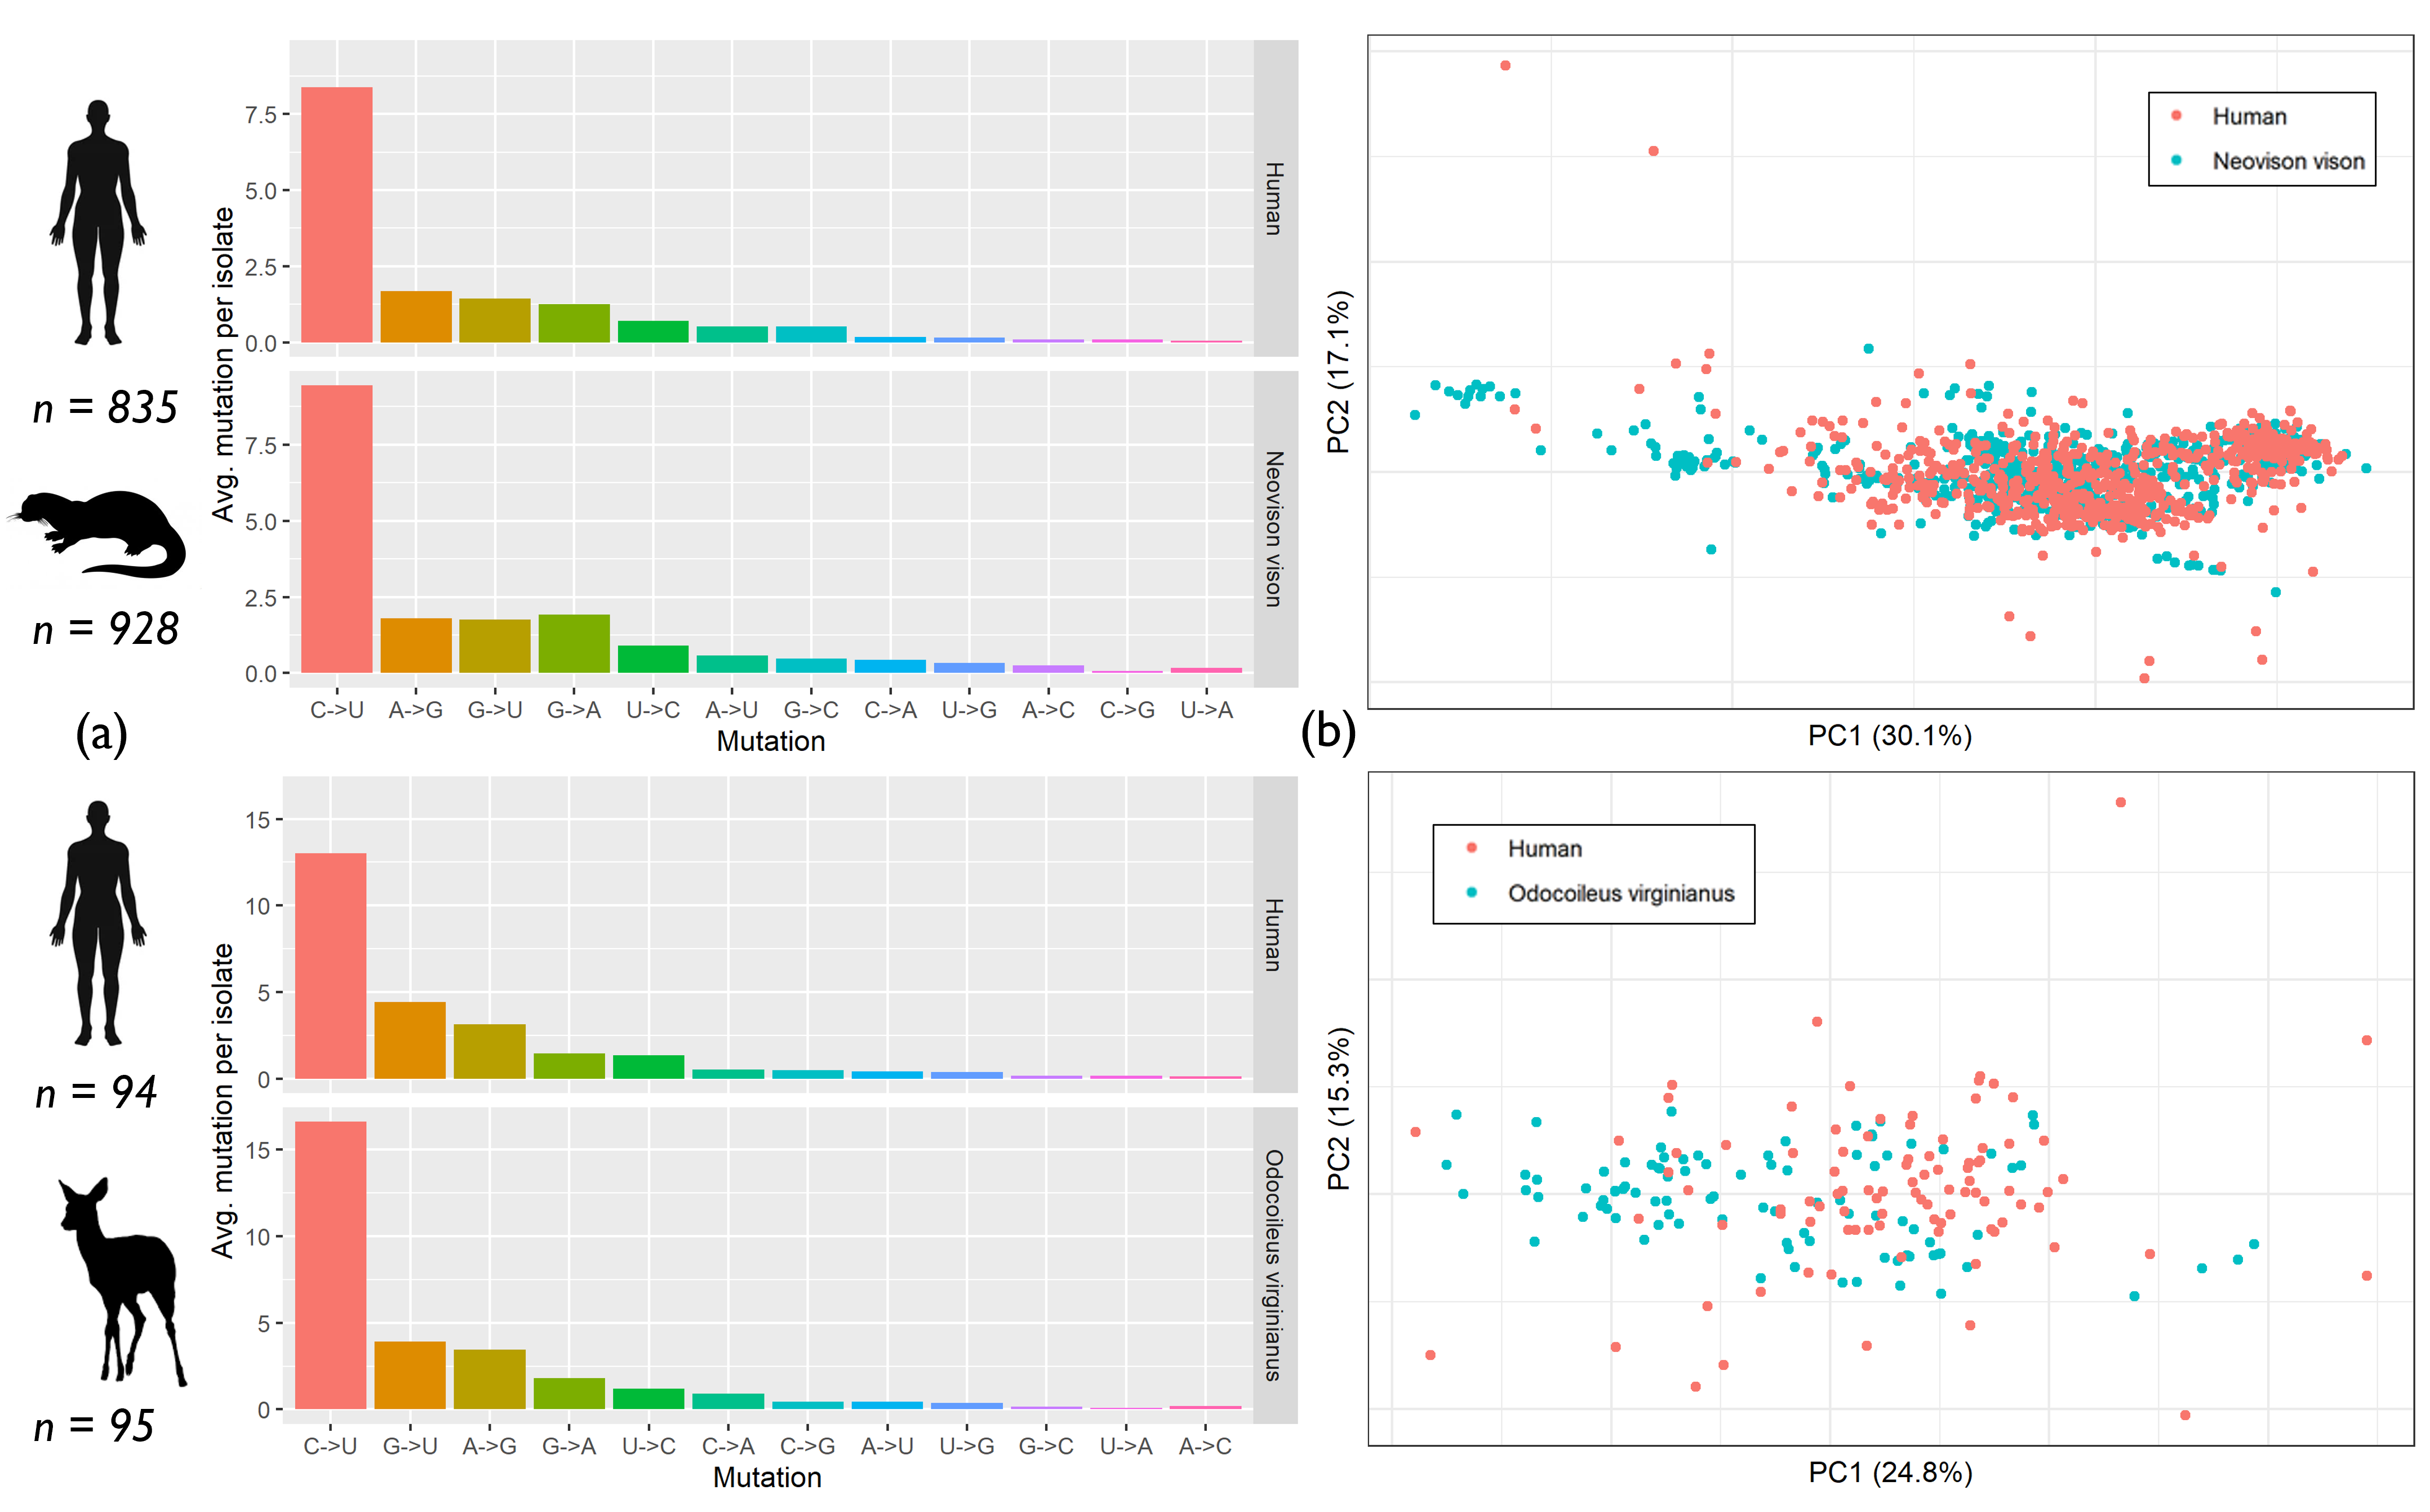 n = 835
n = 928
(a)
Avg. mutation per isolate
7.5
5.0
2.5
0.0
Human
7.5
5.0
2.5
0.0
Neovison vison
C->U A->G G->U G->A U->C A->U G->C C->A U->G A->C C->G U->A
Mutation
(b)
PC2 (17.1%)
Human
Neovison vison
PC1 (30.1%)
n = 94
n = 95
Avg. mutation per isolate
15
10
5
0
Human
15
10
5
0
Odocoileus virginianus
C->U G->U A->G G->A U->C C->A C->G A->U U->G G->C U->A A->C
Mutation
PC2 (15.3%)
Human
Odocoileus virginianus
PC1 (24.8%)